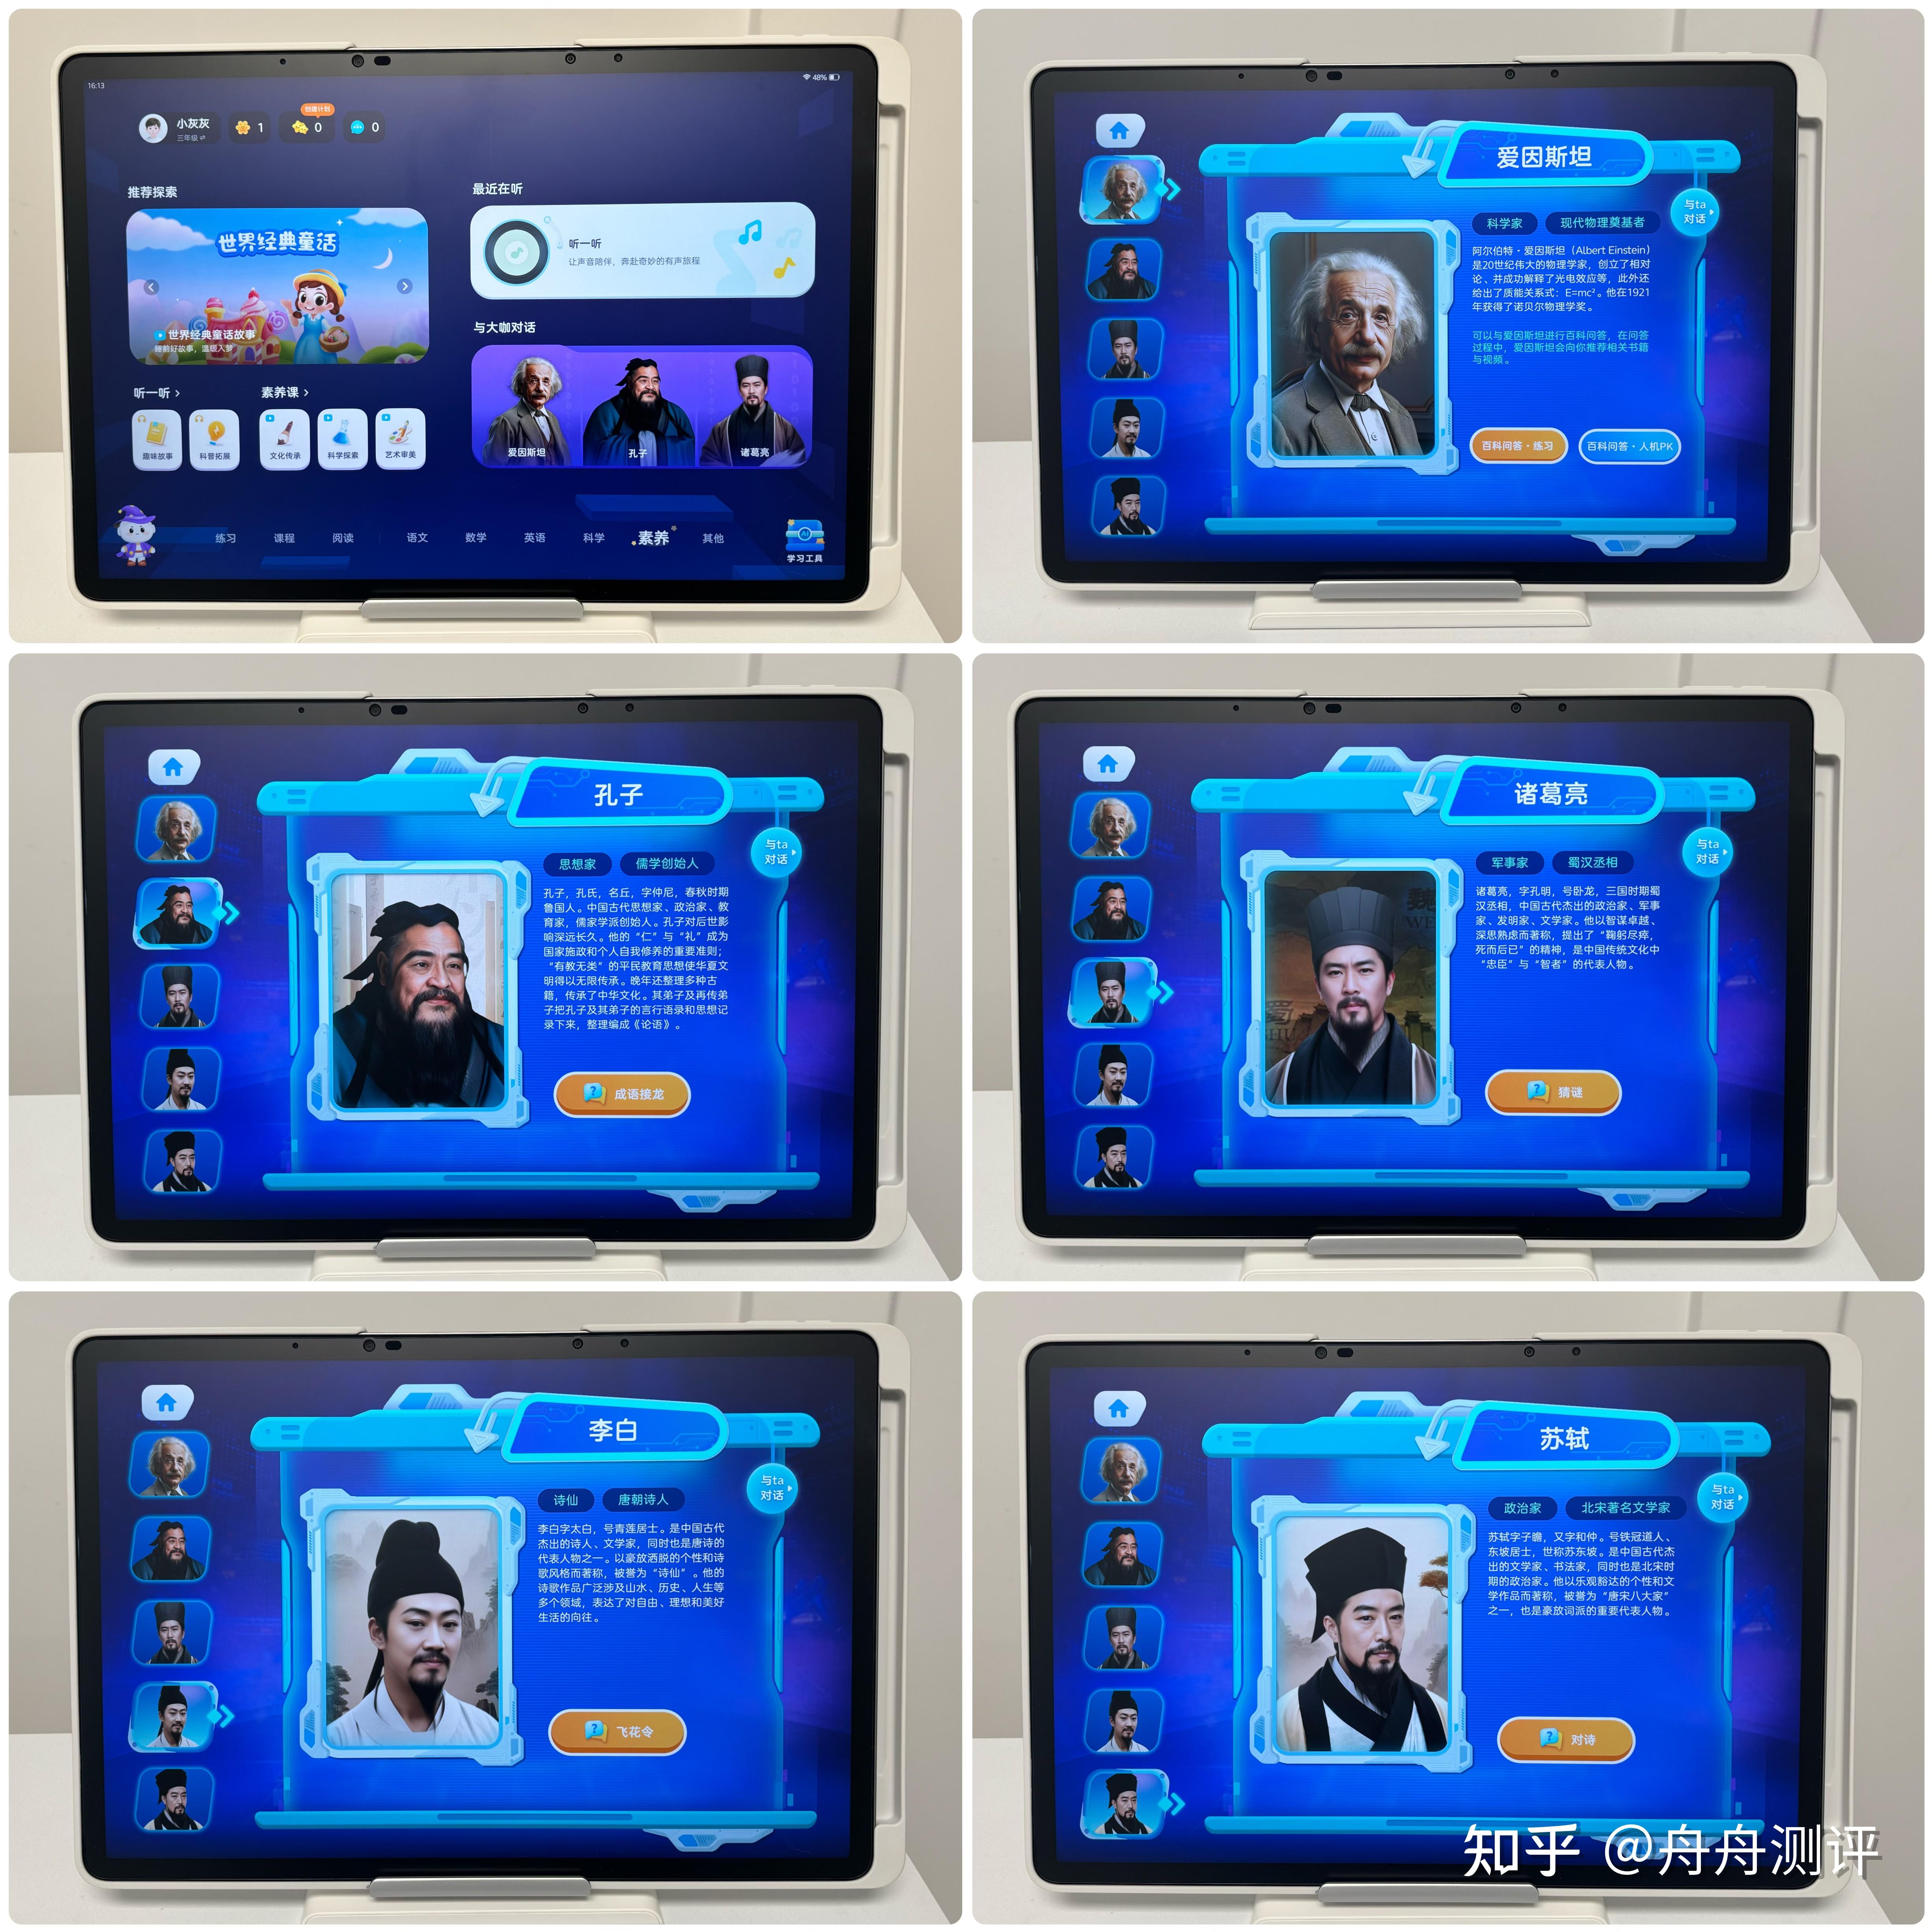 16:13
48%
小灰灰
三年级
1
创造计划
0
0
推荐探索
世界经典童话
世界经典童话故事
睡前好故事，温暖入梦
听一听 >
素养课 >
趣味故事
科普拓展
文化传承
科学探索
艺术审美
最近在听
听一听
让声音陪伴，奔赴奇妙的有声旅程
与大咖对话
爱因斯坦
孔子
诸葛亮
练习
课程
阅读
语文
数学
英语
科学
素养
其他
AI
学习工具
爱因斯坦
与ta
对话
科学家
现代物理奠基者
阿尔伯特·爱因斯坦（Albert Einstein）
是20世纪伟大的物理学家，创立了相对
论、并成功解释了光电效应等，此外还
给出了质能关系式：E=mc²。他在1921
年获得了诺贝尔物理学奖。
可以与爱因斯坦进行百科问答，在问答
过程中，爱因斯坦会向你推荐相关书籍
与视频。
百科问答·练习
百科问答·人机PK
孔子
与ta
对话
思想家
儒学创始人
孔子，孔氏，名丘，字仲尼，春秋时期
鲁国人。中国古代思想家、政治家、教
育家，儒家学派创始人。孔子对后世影
响深远长久。他的“仁”与“礼”成为
国家施政和个人自我修养的重要准则；
“有教无类”的平民教育思想使华夏文
明得以无限传承。晚年还整理多种古
籍，传承了中华文化。其弟子及再传弟
子把孔子及其弟子的言行语录和思想记
录下来，整理编成《论语》。
成语接龙
诸葛亮
与ta
对话
军事家
蜀汉丞相
诸葛亮，字孔明，号卧龙，三国时期蜀
汉丞相，中国古代杰出的政治家、军事
家、发明家、文学家。他以智谋卓越、
深思熟虑而著称，提出了“鞠躬尽瘁，
死而后已”的精神，是中国传统文化中
“忠臣”与“智者”的代表人物。
魏
WEI
蜀
SHU
猜谜
李白
与ta
对话
诗仙
唐朝诗人
李白字太白，号青莲居士。是中国古代
杰出的诗人、文学家，同时也是唐诗的
代表人物之一。以豪放洒脱的个性和诗
歌风格而著称，被誉为“诗仙”。他的
诗歌作品广泛涉及山水、历史、人生等
多个领域，表达了对自由、理想和美好
生活的向往。
飞花令
苏轼
与ta
对话
政治家
北宋著名文学家
苏轼字子瞻，又字和仲。号铁冠道人、
东坡居士，世称苏东坡。是中国古代杰
出的文学家、书法家，同时也是北宋时
期的政治家。他以乐观豁达的个性和文
学作品而著称，被誉为“唐宋八大家”
之一，也是豪放词派的重要代表人物。
对诗
知乎 @舟舟测评